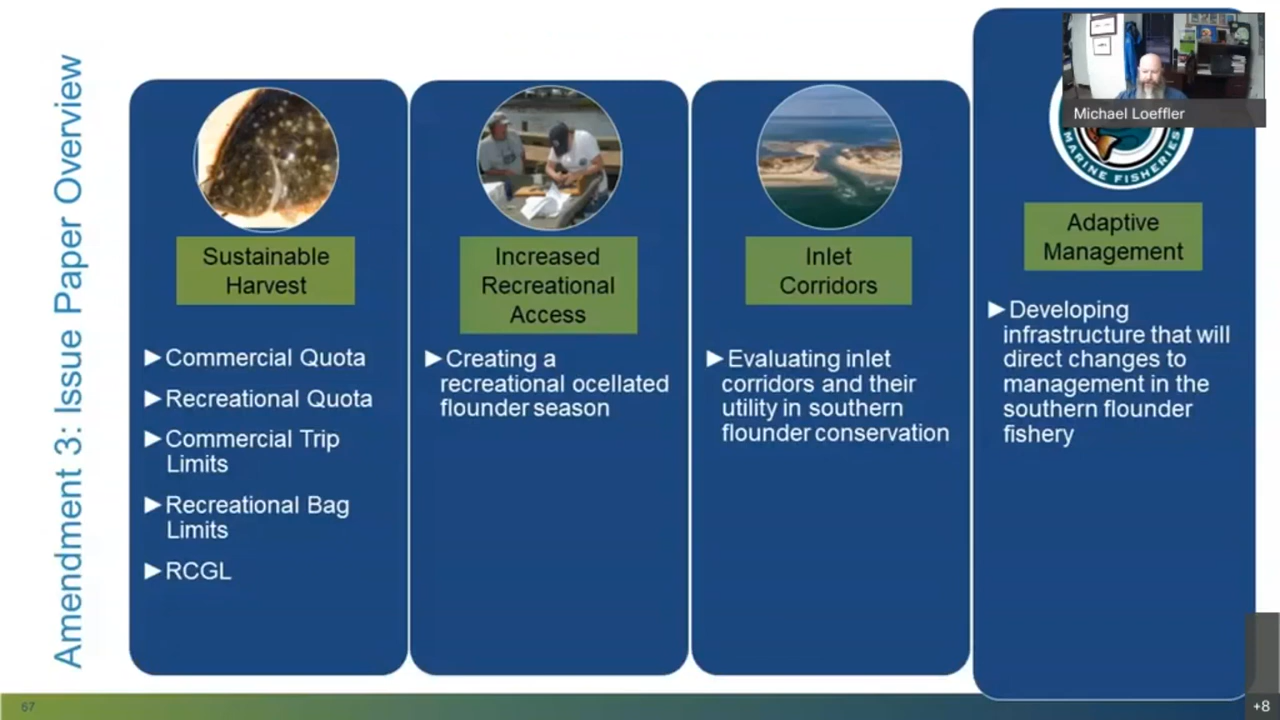 Amendment 3: Issue Paper Overview
Sustainable
Harvest
►Commercial Quota
►Recreational Quota
►Commercial Trip
Limits
►Recreational Bag
Limits
►RCGL
Increased
Recreational
Access
►Creating a
recreational ocellated
flounder season
Inlet
Corridors
►Evaluating inlet
corridors and their
utility in southern
flounder conservation
Michael Loeffler
MARINE FISHERIES
Adaptive
Management
►Developing
infrastructure that will
direct changes to
management in the
southern flounder
fishery
67
+8